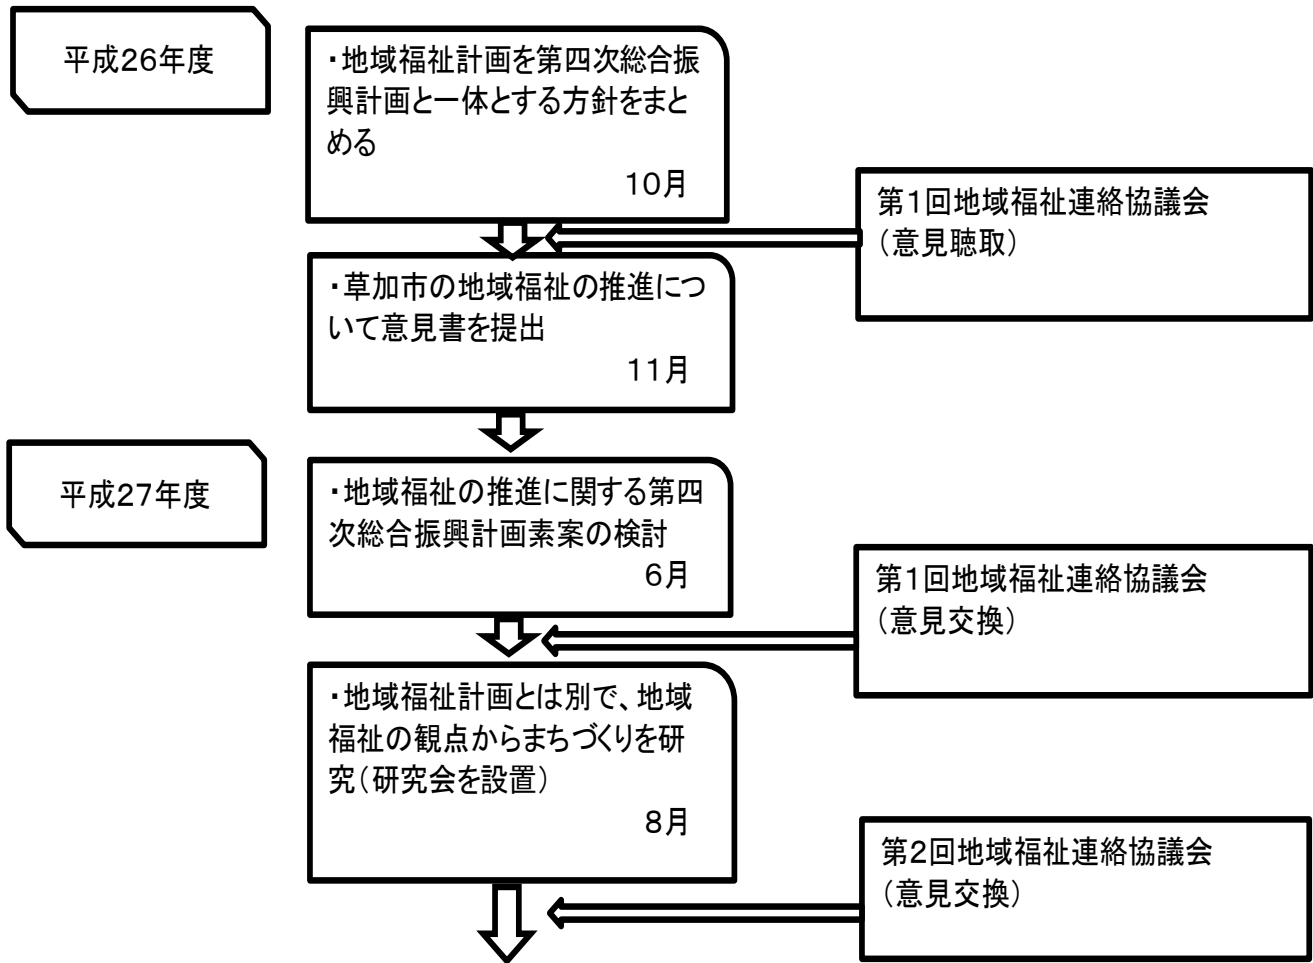 平成26年度
・地域福祉計画を第四次総合振
興計画と一体とする方針をまと
める
10月
第1回地域福祉連絡協議会
（意見聴取）
・草加市の地域福祉の推進につ
いて意見書を提出
11月
平成27年度
・地域福祉の推進に関する第四
次総合振興計画素案の検討
6月
第1回地域福祉連絡協議会
（意見交換）
・地域福祉計画とは別で、地域
福祉の観点からまちづくりを研
究（研究会を設置）
8月
第2回地域福祉連絡協議会
（意見交換）